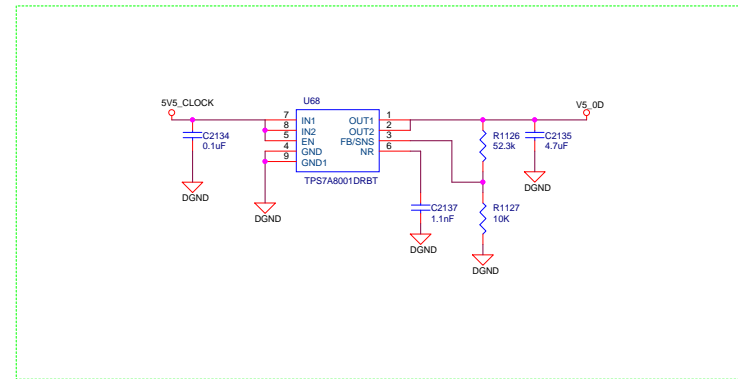 5V5_CLOCK
U68
V5_0D
7
IN1
OUT1
1
8
IN2
OUT2
2
5
EN
FB/SNS
3
4
GND
NR
6
9
GND1
TPS7A8001DRBT
C2134
0.1uF
R1126
52.3k
C2135
4.7uF
DGND
DGND
DGND
C2137
1.1nF
R1127
10K
DGND
DGND